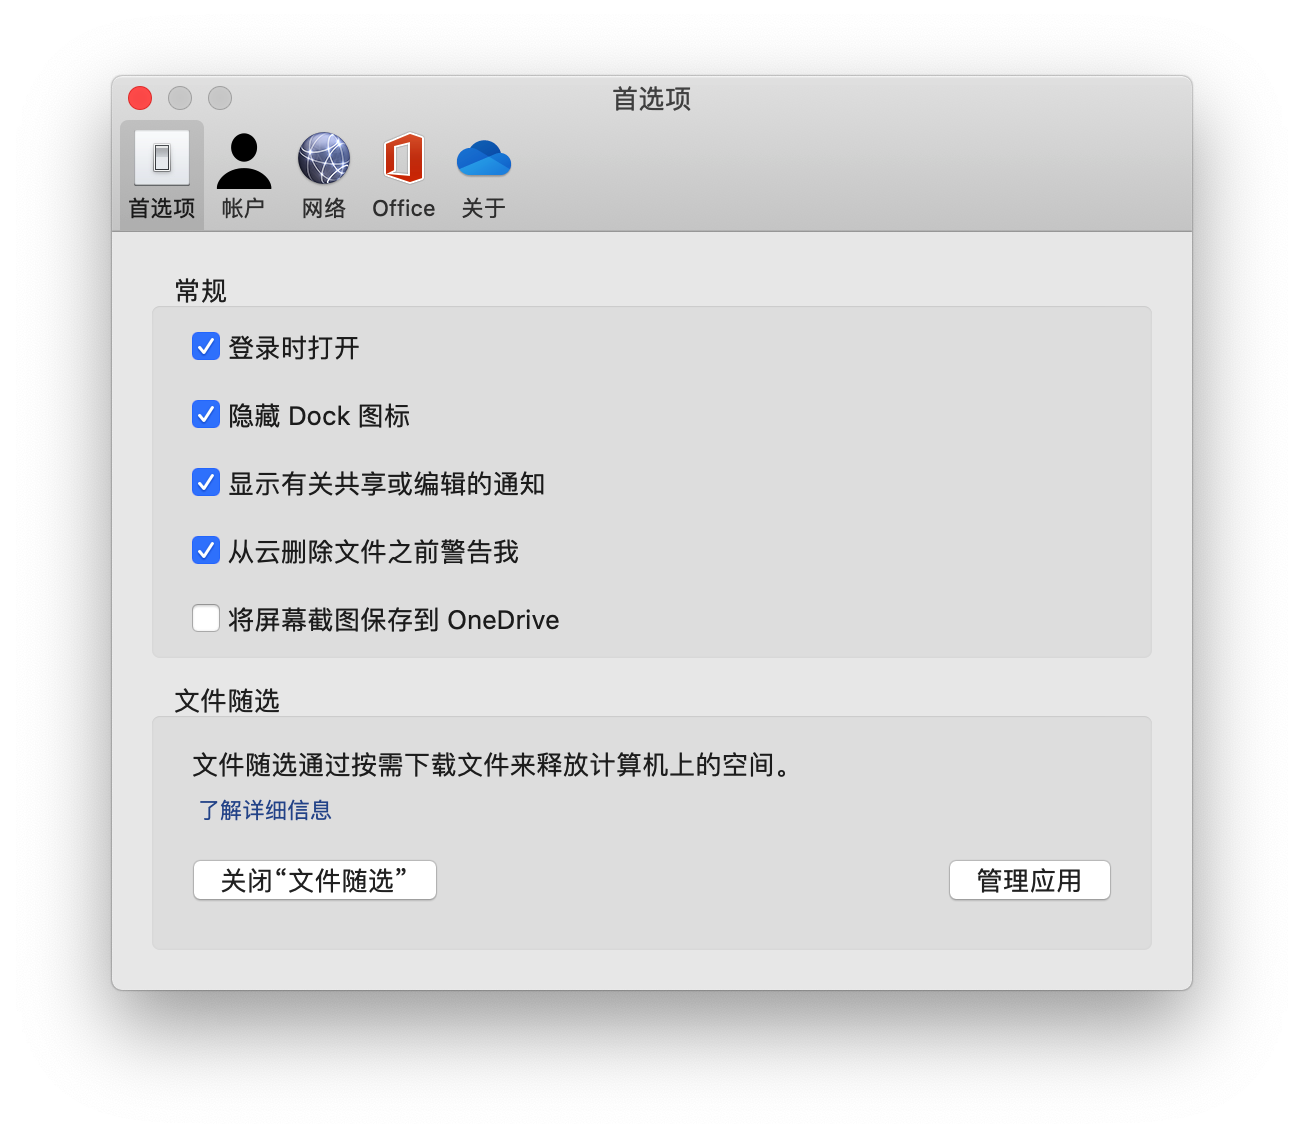 首选项
首选项
帐户
网络
Office
关于
常规
登录时打开
隐藏 Dock 图标
显示有关共享或编辑的通知
从云删除文件之前警告我
将屏幕截图保存到 OneDrive
文件随选
文件随选通过按需下载文件来释放计算机上的空间。
了解详细信息
关闭“文件随选”
管理应用